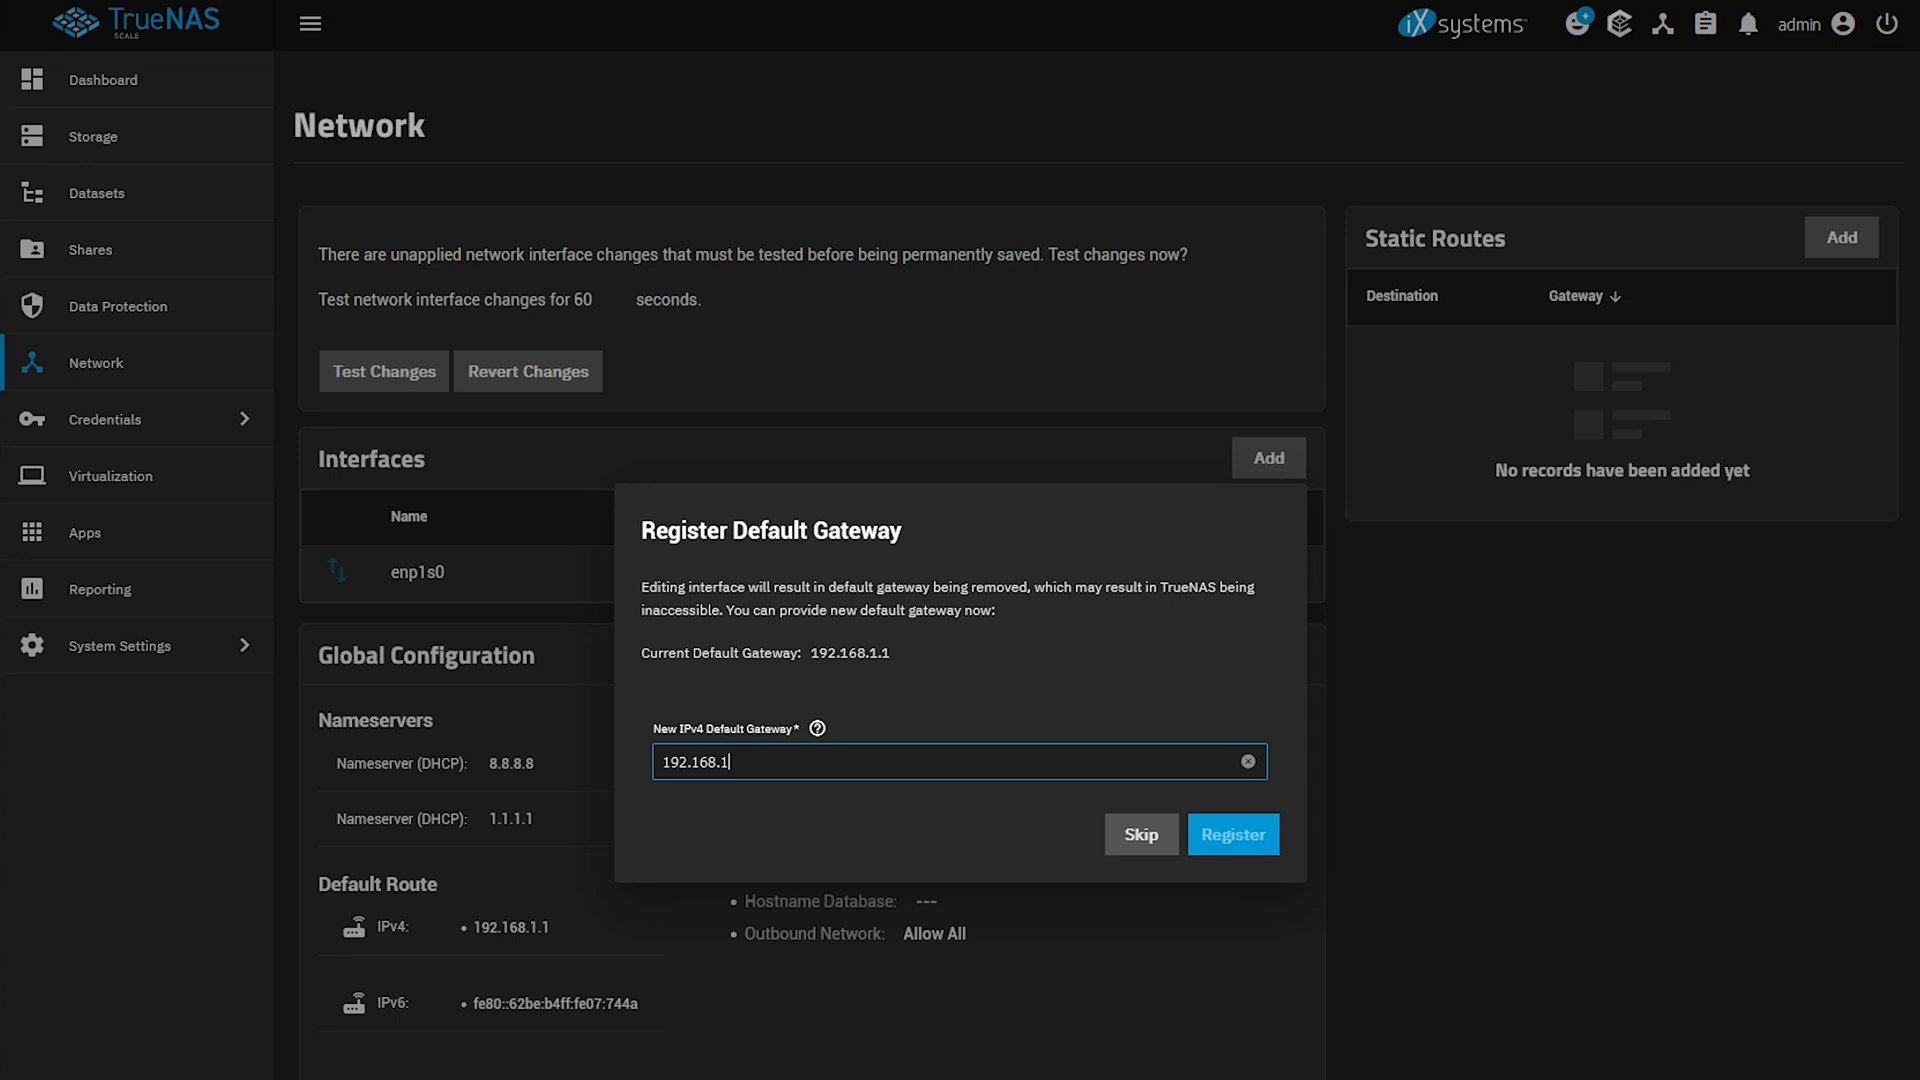 TrueNAS
SCALE
iXsystems
admin
Dashboard
Storage
Datasets
Shares
Data Protection
Network
Credentials
Virtualization
Apps
Reporting
System Settings
Network
There are unapplied network interface changes that must be tested before being permanently saved. Test changes now?
Test network interface changes for 60 seconds.
Test Changes
Revert Changes
Static Routes
Add
Destination
Gateway
No records have been added yet
Interfaces
Add
Name
enp1s0
Register Default Gateway
Editing interface will result in default gateway being removed, which may result in TrueNAS being
inaccessible. You can provide new default gateway now:
Current Default Gateway: 192.168.1.1
New IPv4 Default Gateway*
192.168.1
Skip
Register
Global Configuration
Nameservers
Nameserver (DHCP): 8.8.8.8
Nameserver (DHCP): 1.1.1.1
Default Route
IPv4: • 192.168.1.1
IPv6: • fe80::62be:b4ff:fe07:744a
• Hostname Database: ---
• Outbound Network: Allow All